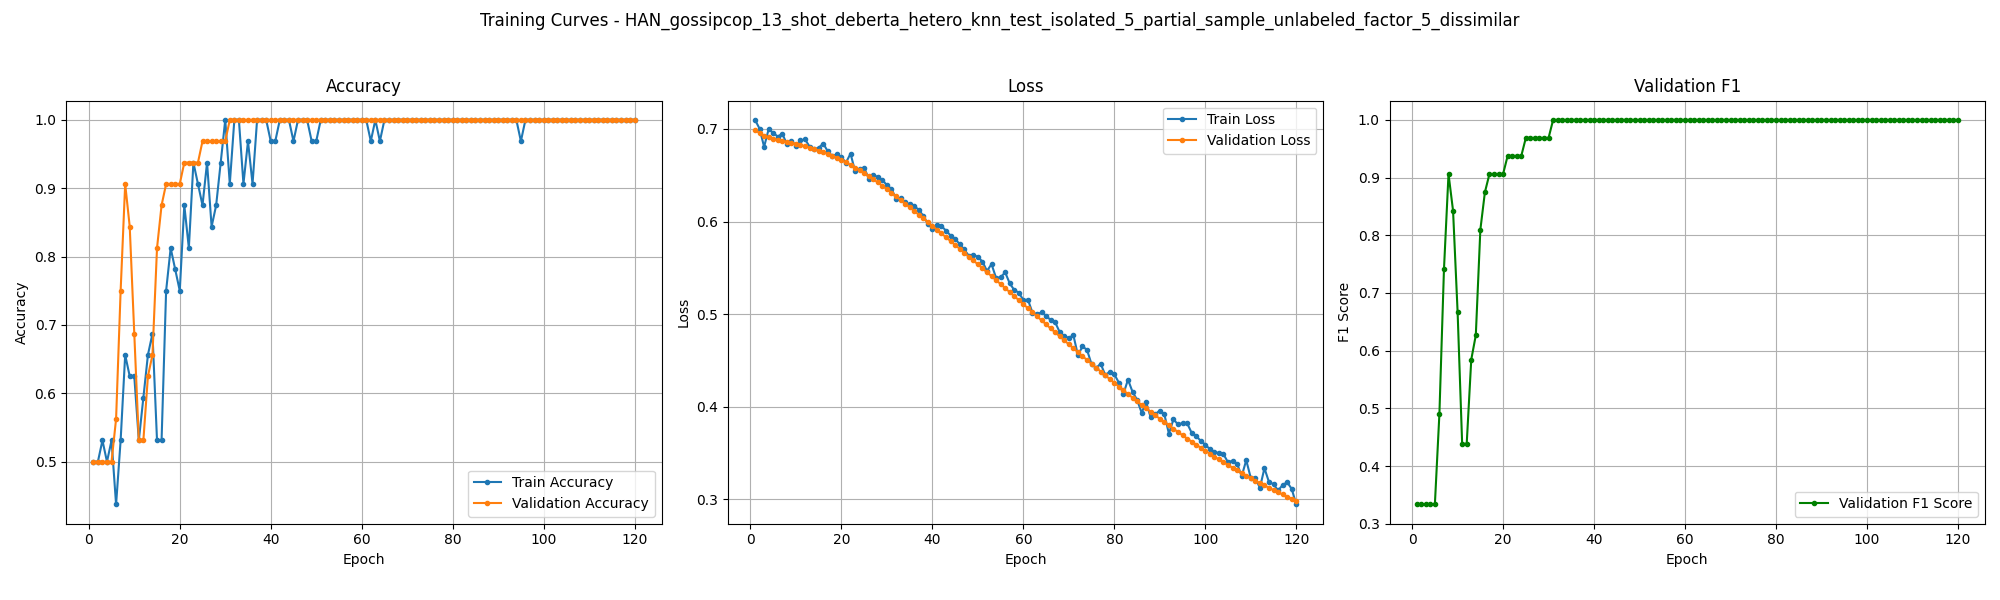 Training Curves - HAN_gossipcop_13_shot_deberta_hetero_knn_test_isolated_5_partial_sample_unlabeled_factor_5_dissimilar
Accuracy
1.0
0.9
0.8
0.7
0.6
0.5
Accuracy
0 20 40 60 80 100 120
Epoch
Train Accuracy
Validation Accuracy
Loss
0.7
0.6
0.5
0.4
0.3
Loss
0 20 40 60 80 100 120
Epoch
Train Loss
Validation Loss
Validation F1
1.0
0.9
0.8
0.7
0.6
0.5
0.4
0.3
F1 Score
0 20 40 60 80 100 120
Epoch
Validation F1 Score